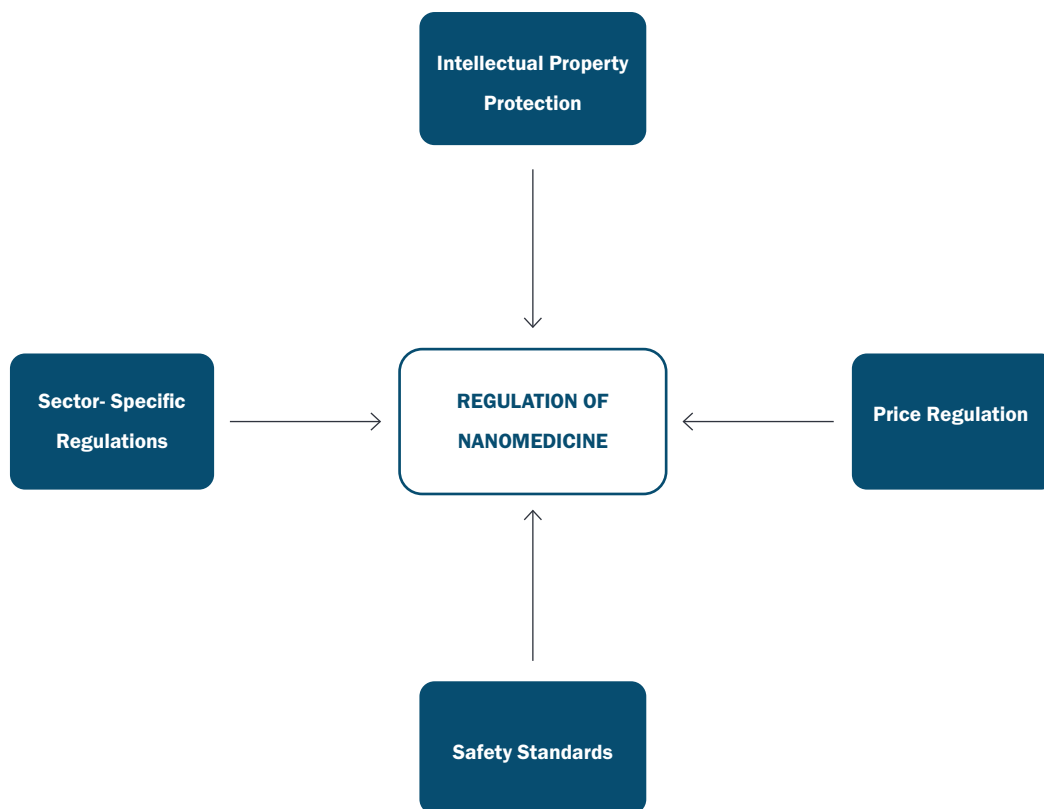 Intellectual Property
Protection
Sector- Specific
Regulations
REGULATION OF
NANOMEDICINE
Price Regulation
Safety Standards